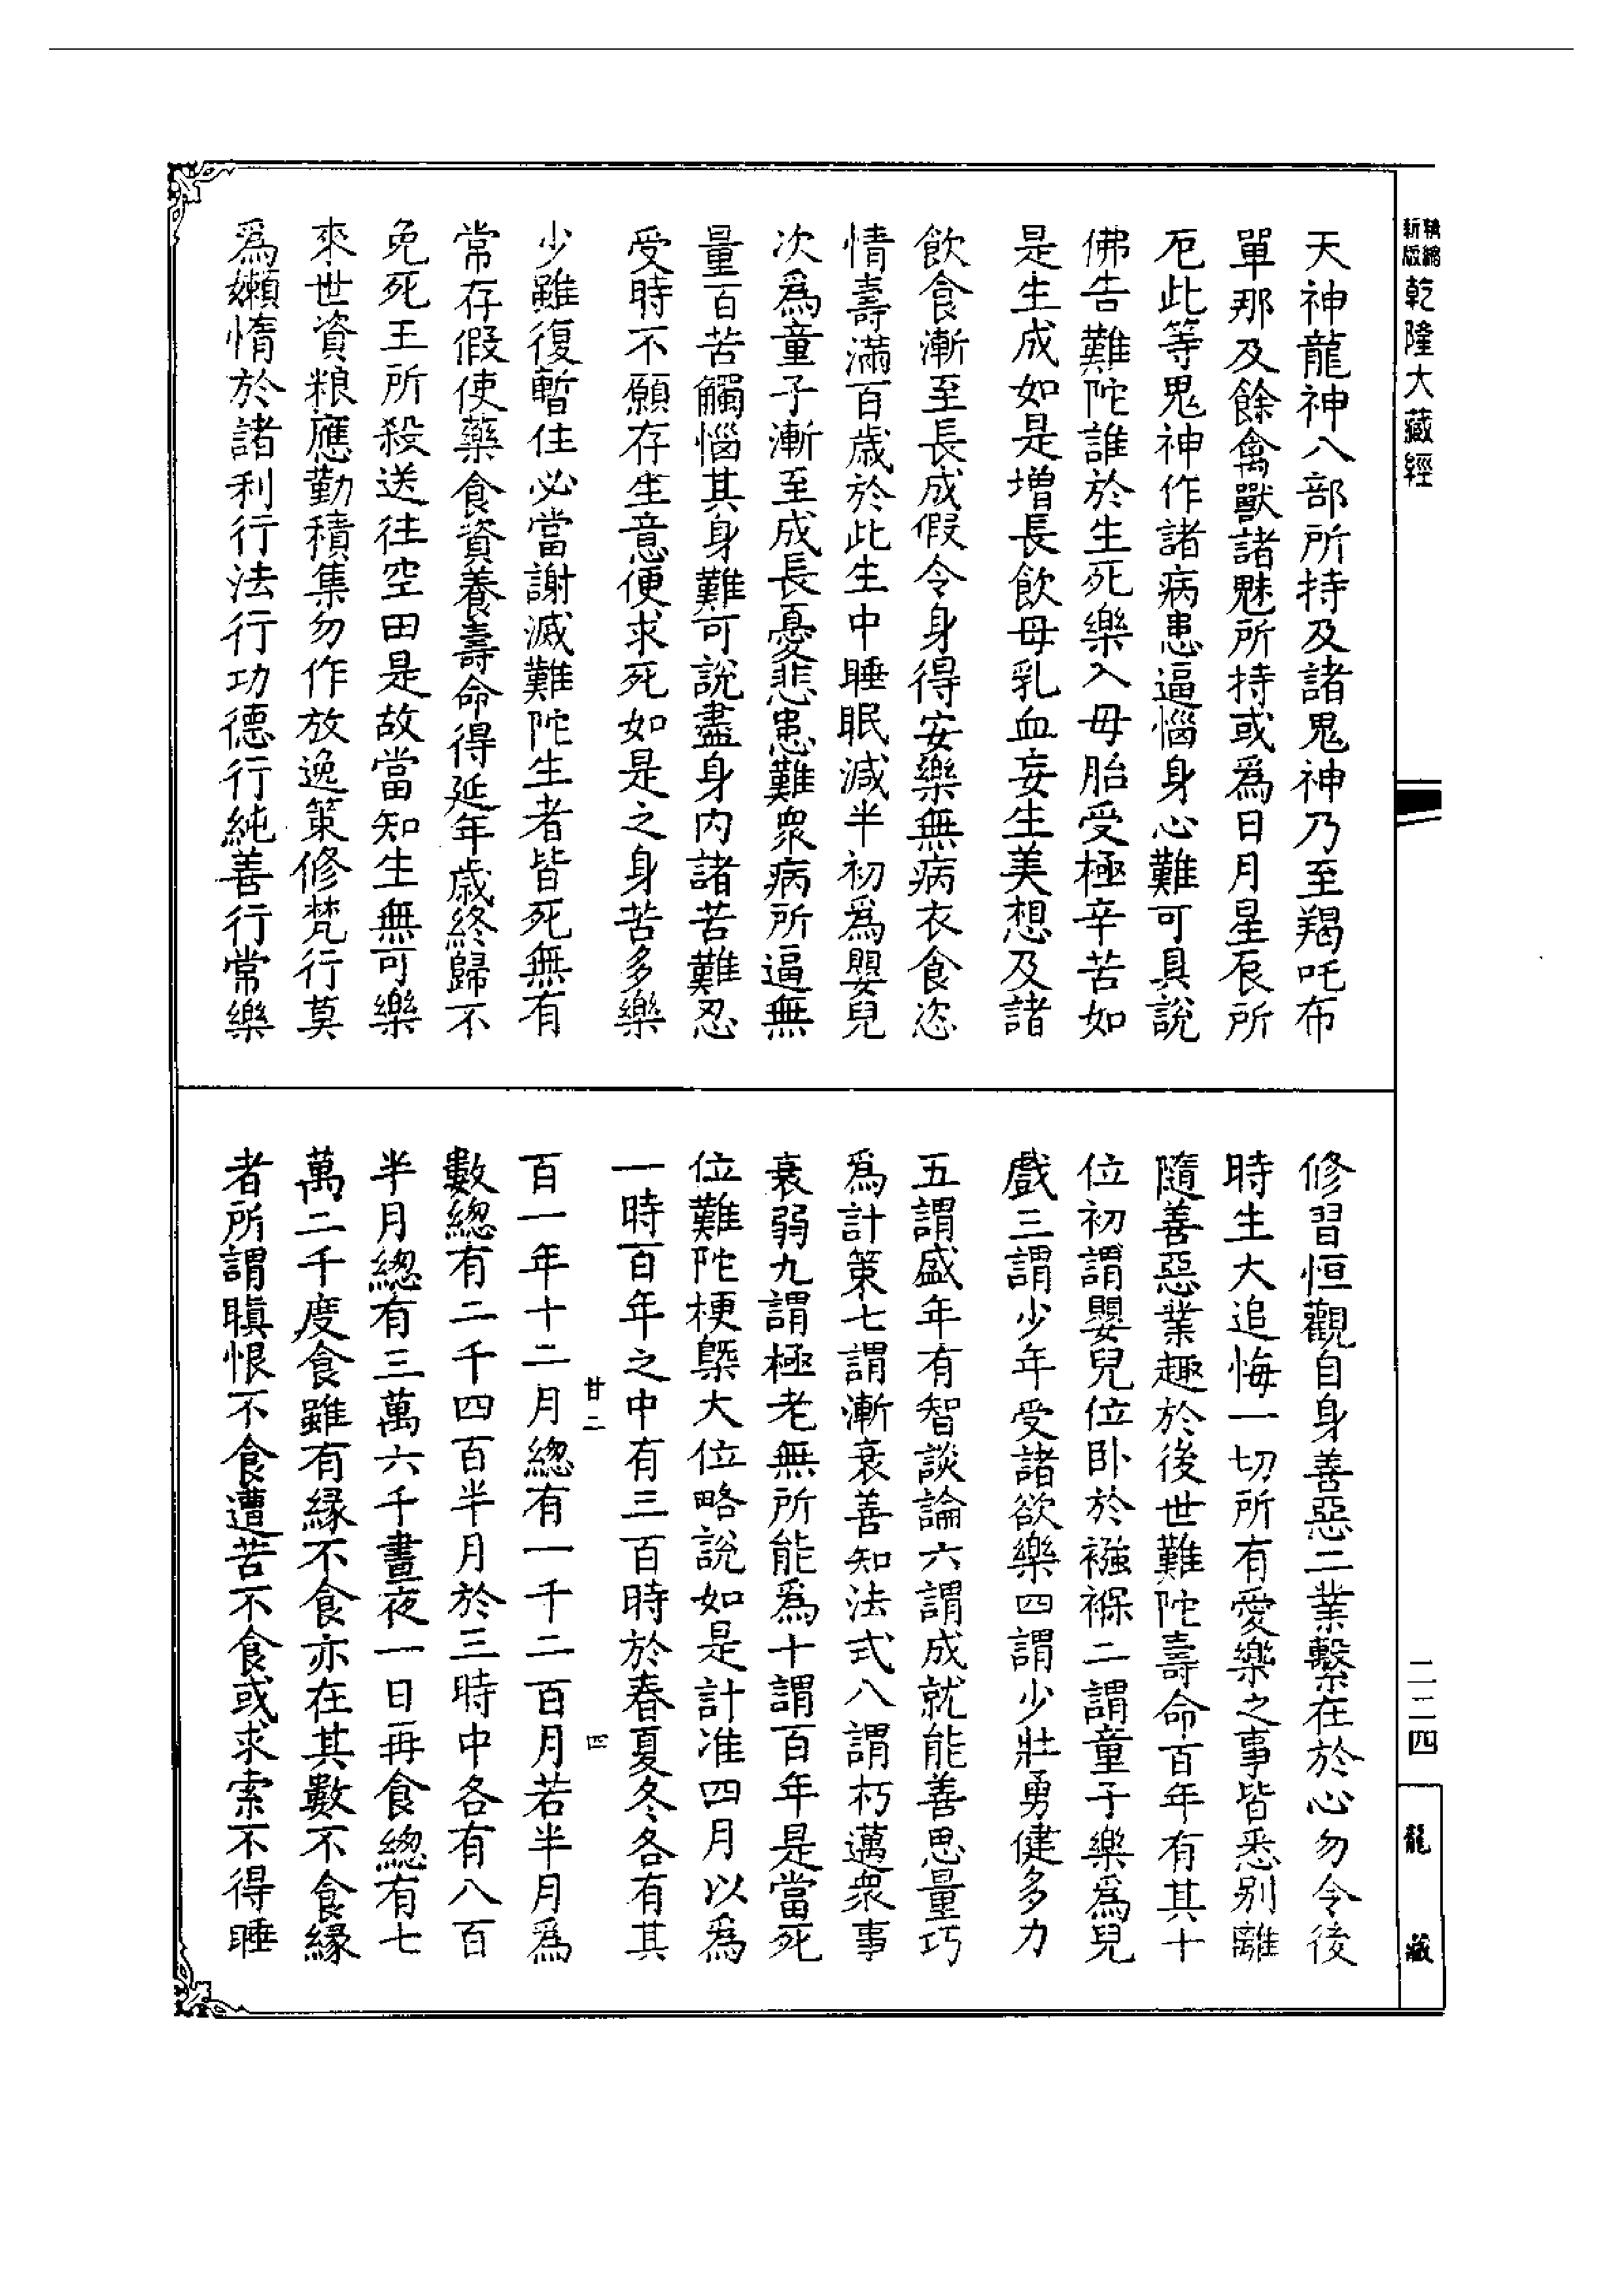 精縮新版乾隆大藏經
天神龍神八部所持及諸鬼神乃至羯吒布
單那及餘禽獸諸魅所持或爲日月星辰所
厄此等鬼神作諸病患逼惱身心難可具說
佛告難陀誰於生死樂入母胎受極辛苦如
是生成如是增長飲母乳血妄生美想及諸
飲食漸至長成假令身得安樂無病衣食恣
情壽滿百歲於此生中睡眠減半初爲嬰兒
次爲童子漸至成長憂悲患難衆病所逼無
量百苦觸惱其身難可說盡身內諸苦難忍
受時不願存生意便求死如是之身苦多樂
少雖復暫住必當謝滅難陀生者皆死無有
常存假使藥食資養壽命得延年歲終歸不
免死王所殺送往空田是故當知生無可樂
來世資粮應勤積集勿作放逸策修梵行莫
爲嬾惰於諸利行法行功德行純善行常樂
修習恒觀自身善惡二業繫在於心勿令後
時生大追悔一切所有愛樂之事皆悉別離
隨善惡業趣於後世難陀壽命百年有其十
位初謂嬰兒位卧於襁褓二謂童子樂爲兒
戲三謂少年受諸欲樂四謂少壯勇健多力
五謂盛年有智談論六謂成就能善思量巧
爲計策七謂漸衰善知法式八謂朽邁衆事
衰弱九謂極老無所能爲十謂百年是當死
位難陀梗槩大位略說如是計准四月以爲
一時百年之中有三百時於春夏冬各有其
廿二 四
百一年十二月緫有一千二百月若半月爲
數緫有二千四百半月於三時中各有八百
半月緫有三萬六千晝夜一日再食緫有七
萬二千度食雖有緣不食亦在其數不食緣
者所謂瞋恨不食遭苦不食或求索不得睡
二二四
龍藏